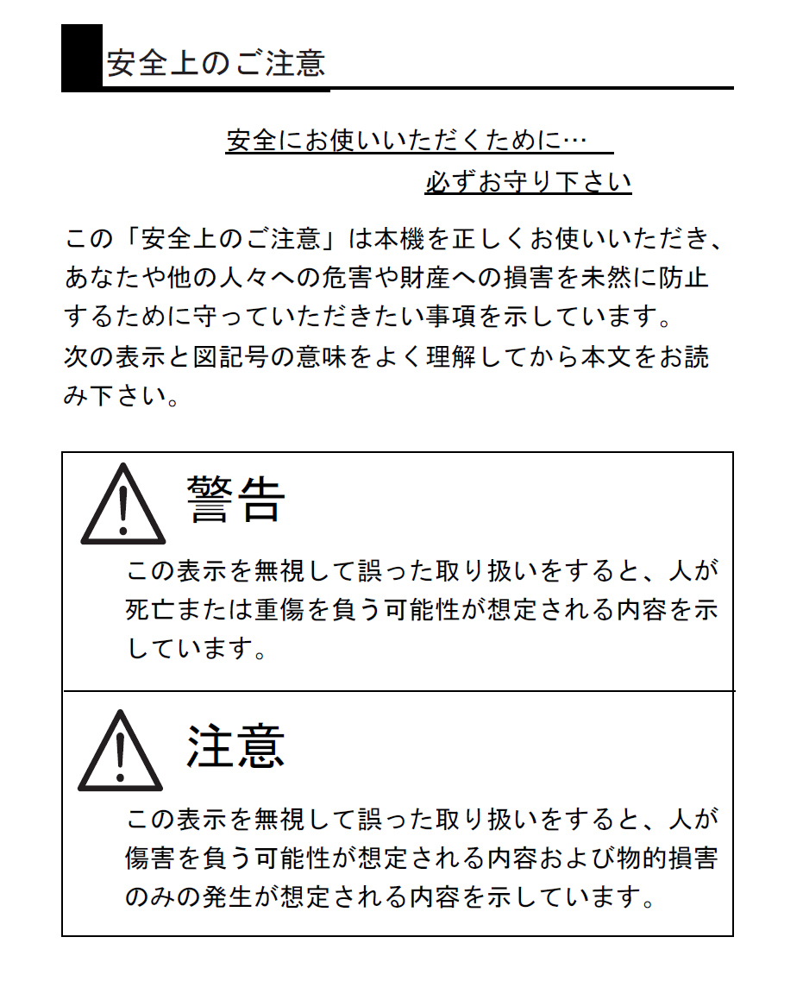 安全上のご注意
安全にお使いいただくために…
必ずお守り下さい
この「安全上のご注意」は本機を正しくお使いいただき、
あなたや他の人々への危害や財産への損害を未然に防止
するために守っていただきたい事項を示しています。
次の表示と図記号の意味をよく理解してから本文をお読
み下さい。
警告
この表示を無視して誤った取り扱いをすると、人が
死亡または重傷を負う可能性が想定される内容を示
しています。
注意
この表示を無視して誤った取り扱いをすると、人が
傷害を負う可能性が想定される内容および物的損害
のみの発生が想定される内容を示しています。